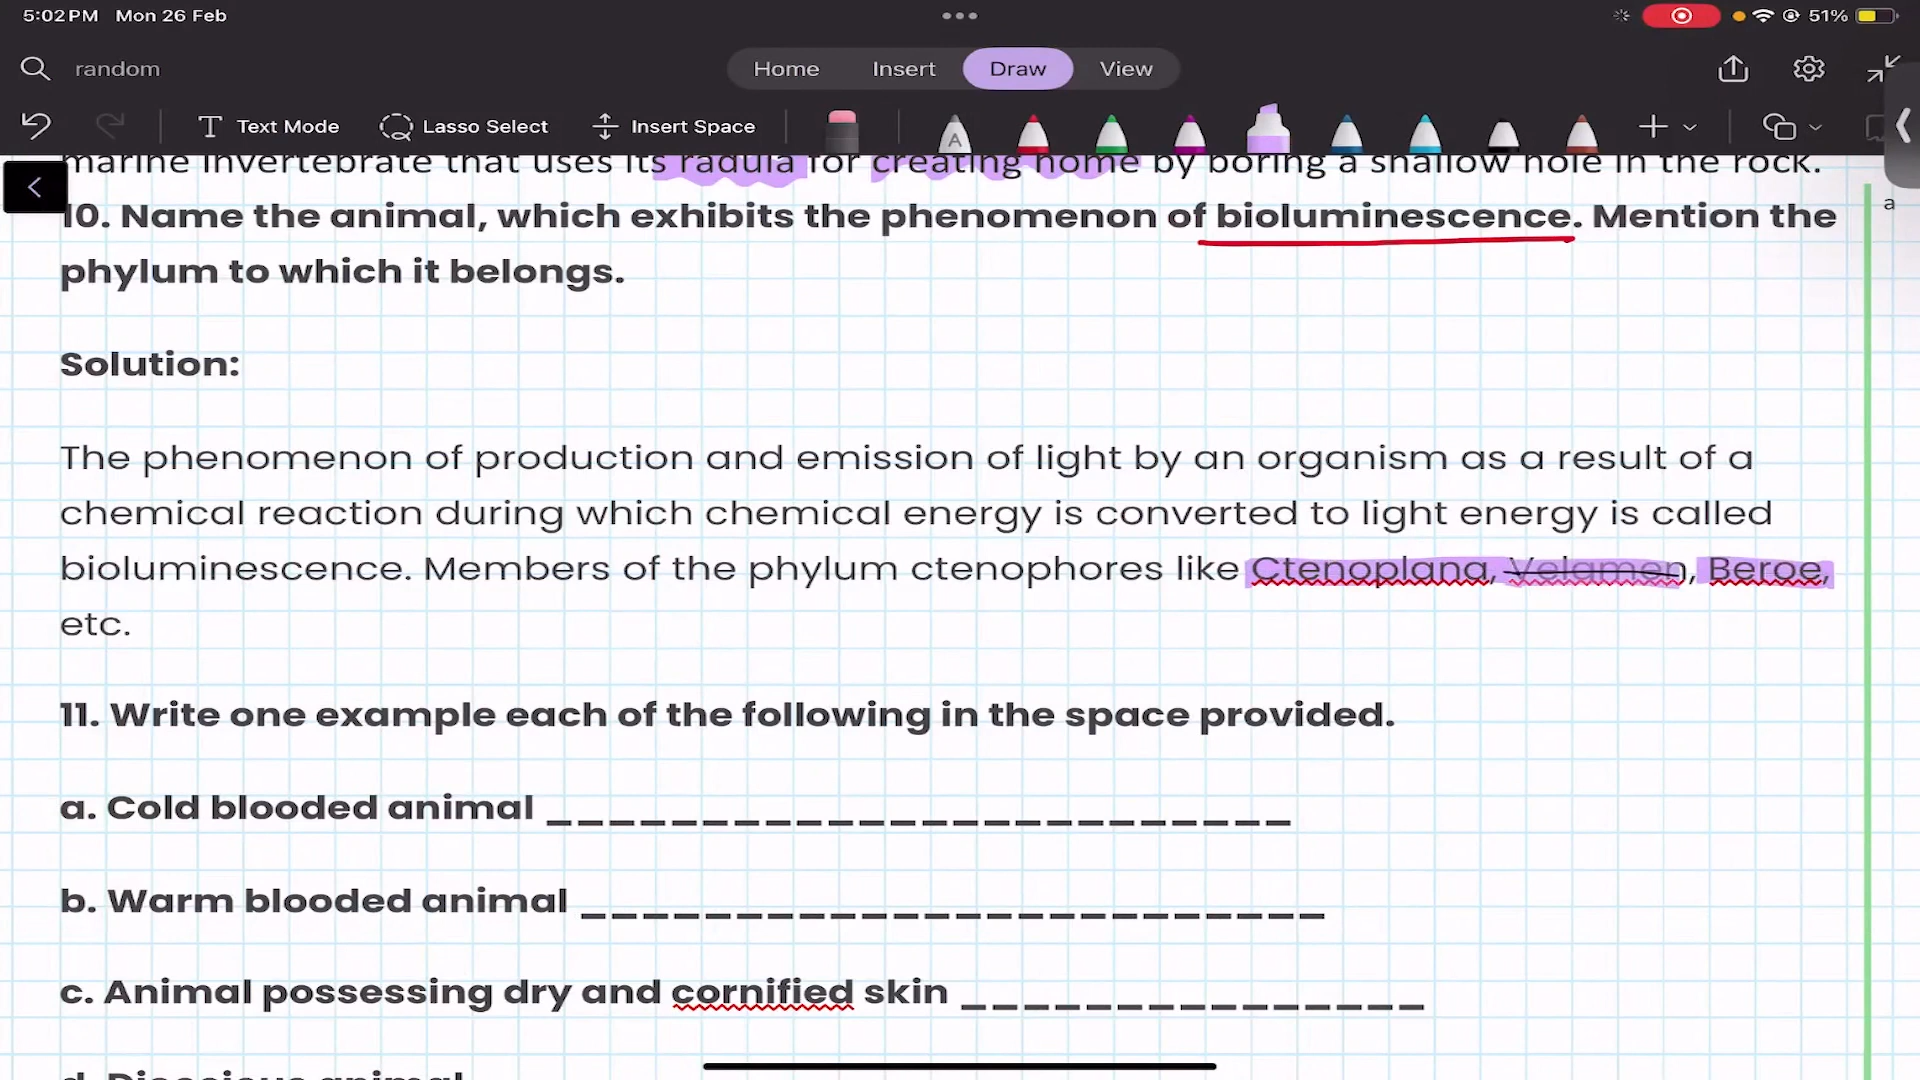 5:02 PM Mon 26 Feb
51%
random
Home Insert Draw View
Text Mode Lasso Select Insert Space
A
marine invertebrate that uses its radula for creating home by boring a shallow hole in the rock.
a
10. Name the animal, which exhibits the phenomenon of bioluminescence. Mention the
phylum to which it belongs.
Solution:
The phenomenon of production and emission of light by an organism as a result of a
chemical reaction during which chemical energy is converted to light energy is called
bioluminescence. Members of the phylum ctenophores like Ctenoplana, Velamen, Beroe,
etc.
11. Write one example each of the following in the space provided.
a. Cold blooded animal _ _ _ _ _ _ _ _ _ _ _ _ _ _ _ _ _ _ _ _ _ _ _ _
b. Warm blooded animal _ _ _ _ _ _ _ _ _ _ _ _ _ _ _ _ _ _ _ _ _ _ _ _
c. Animal possessing dry and cornified skin _ _ _ _ _ _ _ _ _ _ _ _ _ _ _
d. Dioecious animal